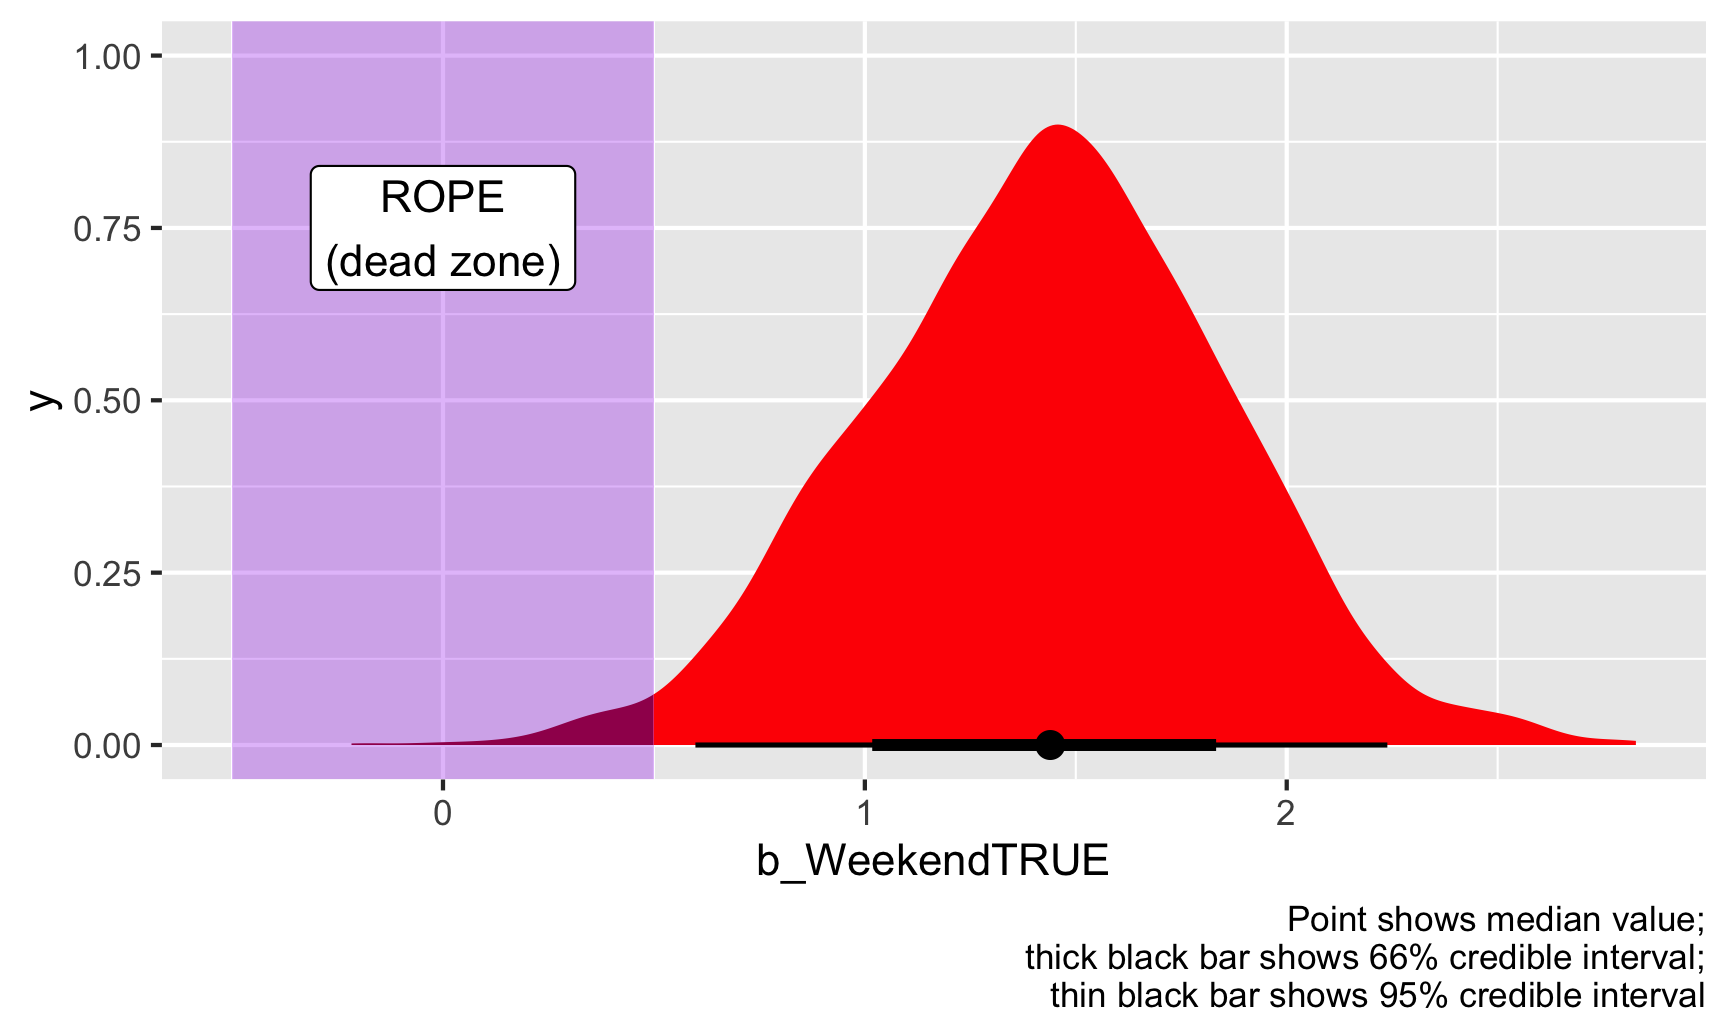 1.00
0.75
0.50
0.25
0.00
y
ROPE
(dead zone)
0
1
2
b_WeekendTRUE
Point shows median value;
thick black bar shows 66% credible interval;
thin black bar shows 95% credible interval